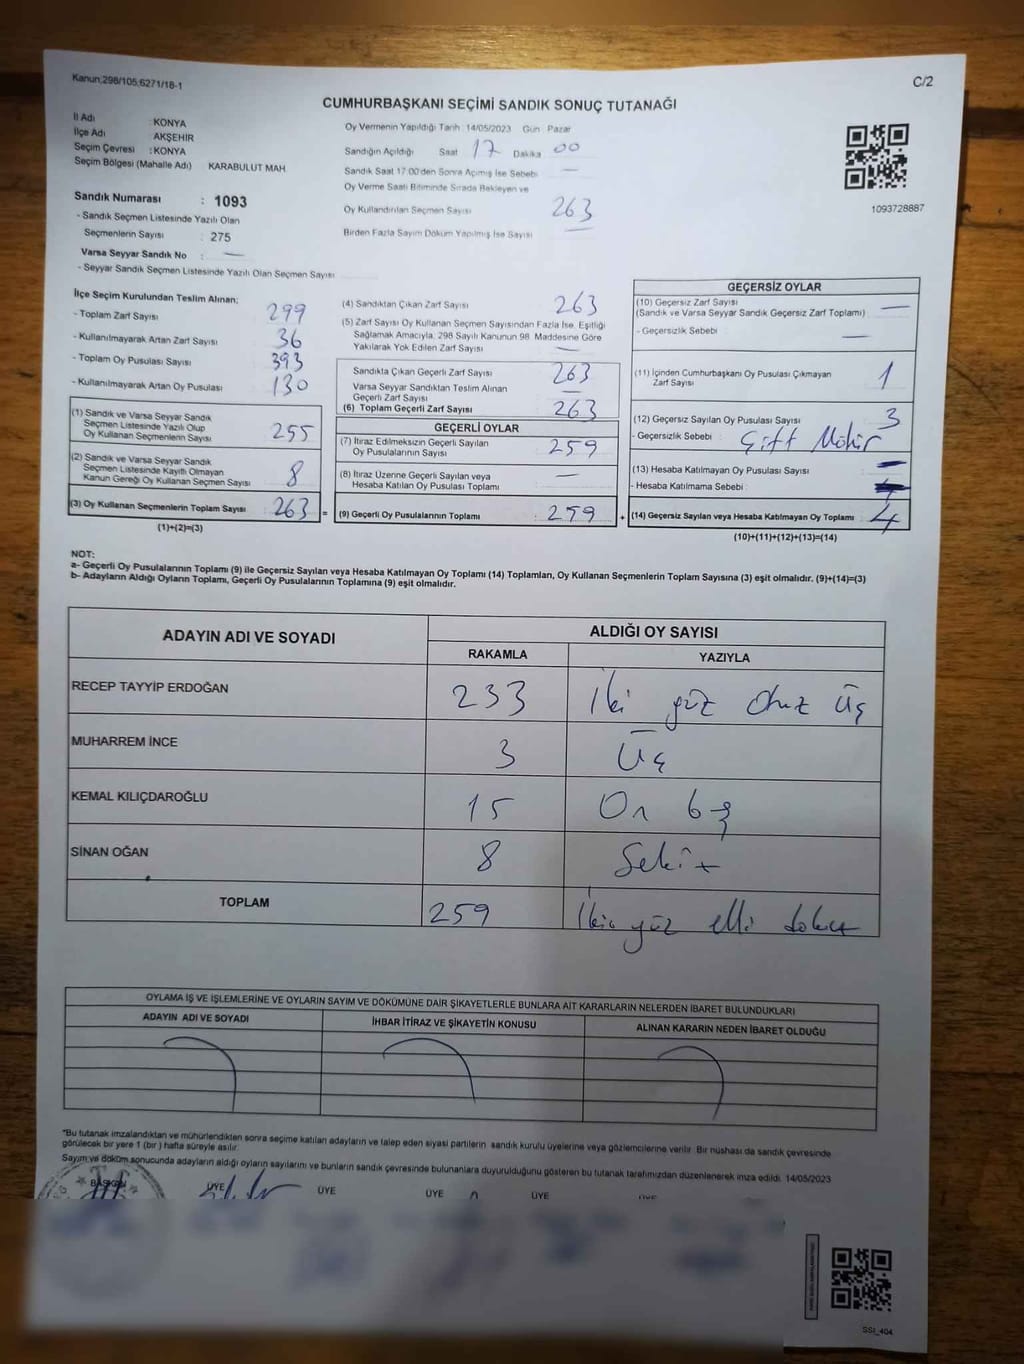 Kanun;298/105;6271/18-1
C/2
CUMHURBAŞKANI SEÇİMİ SANDIK SONUÇ TUTANAĞI
İl Adı : KONYA
İlçe Adı AKŞEHİR
Seçim Çevresi : KONYA
Seçim Bölgesi (Mahalle Adı) KARABULUT MAH
Sandık Numarası : 1093
- Sandık Seçmen Listesinde Yazılı Olan
Seçmenlerin Sayısı : 275
Varsa Seyyar Sandık No : —
- Seyyar Sandık Seçmen Listesinde Yazılı Olan Seçmen Sayısı
Oy Vermenin Yapıldığı Tarih 14/05/2023 Gün Pazar
Sandığın Açıldığı Saat 17 Dakika 00
Sandık Saat 17.00'den Sonra Açılmış İse Sebebi —
Oy Verme Saati Bitiminde Sırada Bekleyen ve
Oy Kullandırılan Seçmen Sayısı 263
Birden Fazla Sayım Döküm Yapılmış İse Sayısı —
1093728887
İlçe Seçim Kurulundan Teslim Alınan;
- Toplam Zarf Sayısı 299
- Kullanılmayarak Artan Zarf Sayısı 36
- Toplam Oy Pusulası Sayısı 393
- Kullanılmayarak Artan Oy Pusulası 130
(1) Sandık ve Varsa Seyyar Sandık
Seçmen Listesinde Yazılı Olup
Oy Kullanan Seçmenlerin Sayısı 255
(2) Sandık ve Varsa Seyyar Sandık
Seçmen Listesinde Kayıtlı Olmayan
Kanun Gereği Oy Kullanan Seçmen Sayısı 8
(3) Oy Kullanan Seçmenlerin Toplam Sayısı 263 =
(1)+(2)=(3)
(4) Sandıktan Çıkan Zarf Sayısı 263
(5) Zarf Sayısı Oy Kullanan Seçmen Sayısından Fazla İse, Eşitliği
Sağlamak Amacıyla, 298 Sayılı Kanunun 98. Maddesine Göre
Yakılarak Yok Edilen Zarf Sayısı —
Sandıkta Çıkan Geçerli Zarf Sayısı 263
Varsa Seyyar Sandıktan Teslim Alınan
Geçerli Zarf Sayısı —
(6) Toplam Geçerli Zarf Sayısı 263
GEÇERLİ OYLAR
(7) İtiraz Edilmeksizin Geçerli Sayılan
Oy Pusulalarının Sayısı 259
(8) İtiraz Üzerine Geçerli Sayılan veya
Hesaba Katılan Oy Pusulası Toplamı —
(9) Geçerli Oy Pusulalarının Toplamı : 259 +
GEÇERSİZ OYLAR
(10) Geçersiz Zarf Sayısı
(Sandık ve Varsa Seyyar Sandık Geçersiz Zarf Toplamı) —
- Geçersizlik Sebebi : —
(11) İçinden Cumhurbaşkanı Oy Pusulası Çıkmayan
Zarf Sayısı 1
(12) Geçersiz Sayılan Oy Pusulası Sayısı 3
- Geçersizlik Sebebi : Çift Mühür
(13) Hesaba Katılmayan Oy Pusulası Sayısı —
- Hesaba Katılmama Sebebi :
(14) Geçersiz Sayılan veya Hesaba Katılmayan Oy Toplamı 4
(10)+(11)+(12)+(13)=(14)
NOT:
a- Geçerli Oy Pusulalarının Toplamı (9) ile Geçersiz Sayılan veya Hesaba Katılmayan Oy Toplamı (14) Toplamları, Oy Kullanan Seçmenlerin Toplam Sayısına (3) eşit olmalıdır. (9)+(14)=(3)
b- Adayların Aldığı Oyların Toplamı, Geçerli Oy Pusulalarının Toplamına (9) eşit olmalıdır.
ADAYIN ADI VE SOYADI
ALDIĞI OY SAYISI
RAKAMLA YAZIYLA
RECEP TAYYİP ERDOĞAN 233 İki yüz otuz üç
MUHARREM İNCE 3 Üç
KEMAL KILIÇDAROĞLU 15 On beş
SİNAN OĞAN 8 Sekiz
TOPLAM 259 İki yüz elli dokuz
OYLAMA İŞ VE İŞLEMLERİNE VE OYLARIN SAYIM VE DÖKÜMÜNE DAİR ŞİKAYETLERLE BUNLARA AİT KARARLARIN NELERDEN İBARET BULUNDUKLARI
ADAYIN ADI VE SOYADI İHBAR İTİRAZ VE ŞİKAYETİN KONUSU ALINAN KARARIN NEDEN İBARET OLDUĞU
*Bu tutanak imzalandıktan ve mühürlendikten sonra seçime katılan adayların ve talep eden siyasi partilerin sandık kurulu üyelerine veya gözlemcilerine verilir. Bir nüshası da sandık çevresinde
görülecek bir yere 1 (bir) hafta süreyle asılır.
Sayım ve döküm sonucunda adayların aldığı oyların sayılarını ve bunların sandık çevresinde bulunanlara duyurulduğunu gösteren bu tutanak tarafımızdan düzenlenerek imza edildi. 14/05/2023
BAŞKAN ÜYE ÜYE ÜYE ÜYE ÜYE
SSI_404